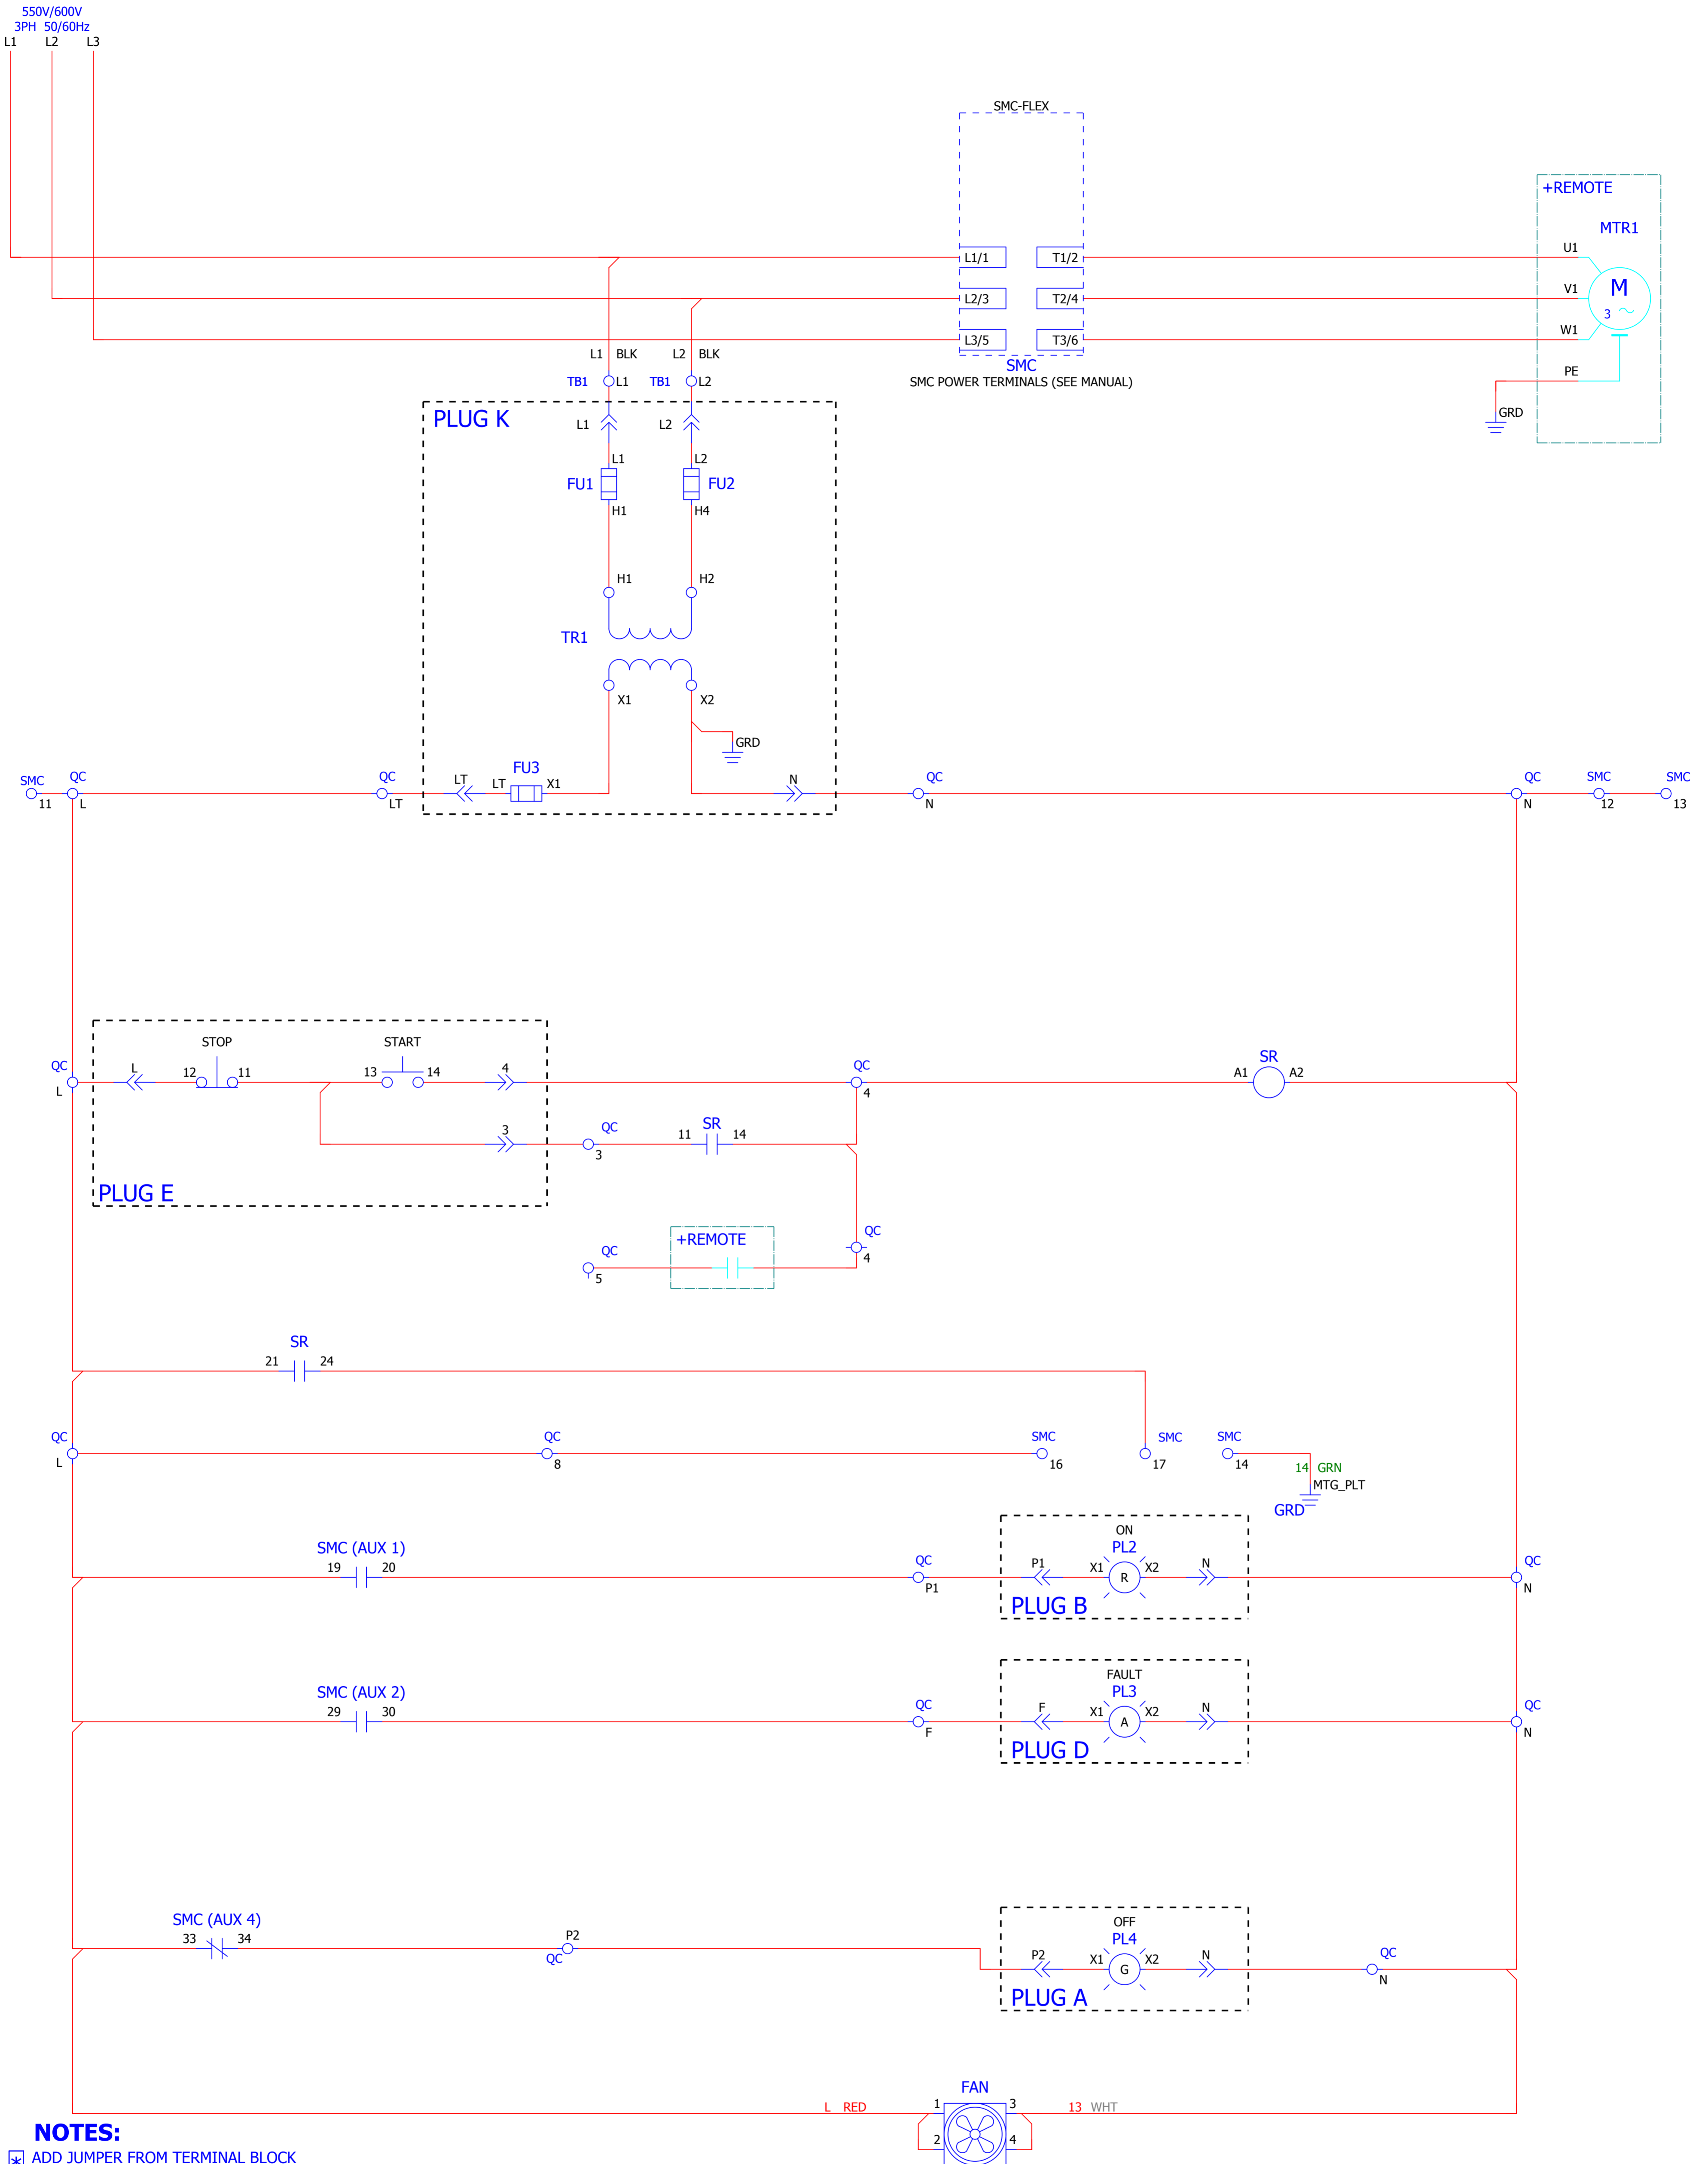 550V/600V
3PH 50/60Hz
L1 L2 L3
SMC-FLEX
+REMOTE
MTR1
L1/1 T1/2 U1
L2/3 T2/4 V1 M
3
L3/5 T3/6 W1
SMC
SMC POWER TERMINALS (SEE MANUAL)
PE
GRD
L1 BLK L2 BLK
TB1 L1 TB1 L2
PLUG K
L1 L2
L1 L2
FU1 FU2
H1 H4
H1 H2
TR1
X1 X2
GRD
SMC QC QC LT LT FU3 X1 N QC QC SMC SMC
11 L LT N N 12 13
STOP START
QC L 12 11 13 14 4 QC SR
L 4 A1 A2
3 QC 11 SR 14
3
PLUG E
QC +REMOTE QC
5 4
SR
21 24
QC QC SMC SMC SMC
L 8 16 17 14
14 GRN
MTG_PLT
GRD
SMC (AUX 1)
19 20
QC
P1
ON
PL2
P1 X1 R X2 N
PLUG B
QC
N
SMC (AUX 2)
29 30
QC
F
FAULT
PL3
F X1 A X2 N
PLUG D
QC
N
SMC (AUX 4)
33 34
P2
QC
OFF
PL4
P2 X1 G X2 N
PLUG A
QC
N
FAN
L RED 1 3 13 WHT
2 4
NOTES:
* ADD JUMPER FROM TERMINAL BLOCK